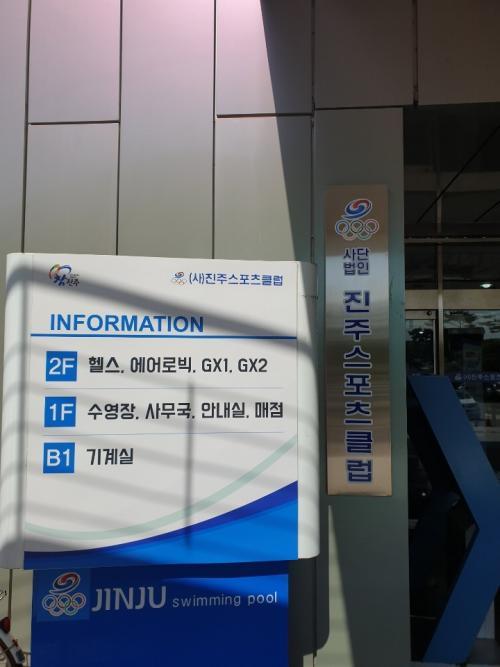 참진주
(사)진주스포츠클럽
INFORMATION
2F 헬스, 에어로빅, GX1, GX2
1F 수영장, 사무국, 안내실, 매점
B1 기계실
JINJU swimming pool
사단
법인
진주스포츠클럽